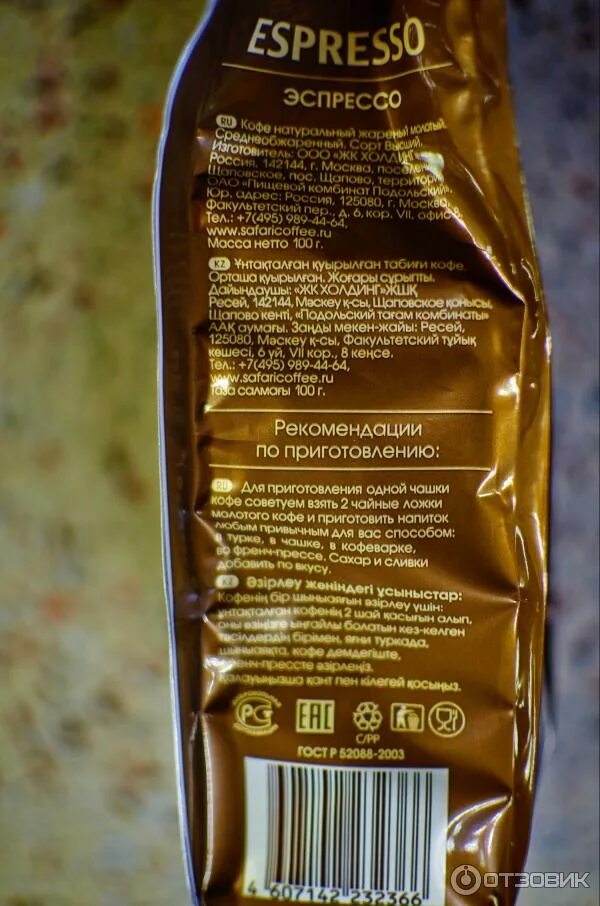 ESPRESSO
ЭСПРЕССО
RU Кофе натуральный жареный молотый.
Среднеобжаренный. Сорт Высший.
Изготовитель: ООО «ЖК ХОЛДИНГ»
Россия, 142144, г. Москва, поселение
Щаповское, пос. Щапово, территория
ОАО «Пищевой комбинат Подольский».
Юр. адрес: Россия, 125080, г. Москва,
Факультетский пер., д. 6, кор. VII, офис 8.
Тел.: +7(495) 989-44-64,
www.safaricoffee.ru
Масса нетто 100 г.
KZ Ұнтақталған қуырылған табиғи кофе.
Орташа қуырылған. Жоғары сұрыпты.
Дайындаушы: «ЖК ХОЛДИНГ»ЖШҚ
Ресей, 142144, Мәскеу қ-сы, Щаповское қонысы,
Щапово кенті, «Подольский тағам комбинаты»
ААҚ аумағы. Заңды мекен-жайы: Ресей,
125080, Мәскеу қ-сы, Факультетский тұйық
көшесі, 6 үй, VII кор., 8 кеңсе.
Тел.: +7(495) 989-44-64,
www.safaricoffee.ru
Таза салмағы 100 г.
Рекомендации
по приготовлению:
RU Для приготовления одной чашки
кофе советуем взять 2 чайные ложки
молотого кофе и приготовить напиток
любым привычным для вас способом:
в турке, в чашке, в кофеварке,
во френч-прессе. Сахар и сливки
добавить по вкусу.
KZ Әзірлеу жөніндегі ұсыныстар:
Кофенің бір шыныаяғын әзірлеу үшін:
ұнтақталған кофенің 2 шай қасығын алып,
оны өзіңізге ыңғайлы болатын кез-келген
тәсілдердің бірімен, яғни туркада,
шыныаяқта, кофе демдегіште,
френч-прессте әзірлеңіз.
Қалауыңызша қант пен кілегей қосыңыз.
РС EAC
C/PP
ГОСТ Р 52088-2003
4 607142 232366
ОТЗОВИК